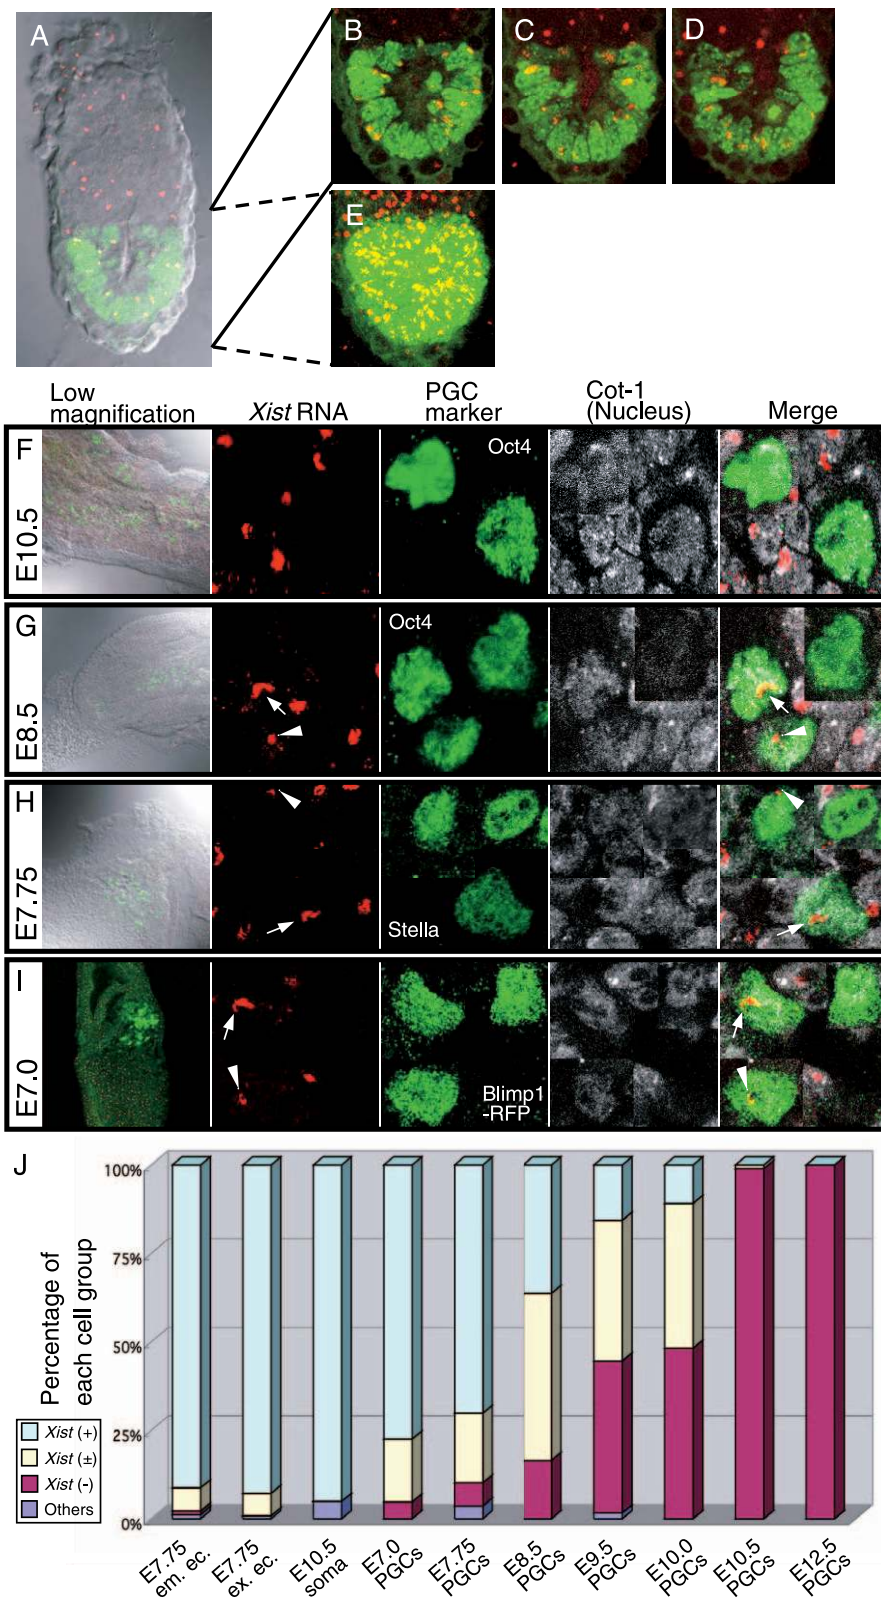 A
B
C
D
E
Low
magnification
Xist RNA
PGC
marker
Cot-1
(Nucleus)
Merge
F
E10.5
Oct4
G
E8.5
Oct4
H
E7.75
Stella
I
E7.0
Blimp1
-RFP
J
Percentage of
each cell group
100%
75%
50%
25%
0%
Xist (+)
Xist (±)
Xist (-)
Others
E7.75
em. ec.
E7.75
ex. ec.
E10.5
soma
E7.0
PGCs
E7.75
PGCs
E8.5
PGCs
E9.5
PGCs
E10.0
PGCs
E10.5
PGCs
E12.5
PGCs